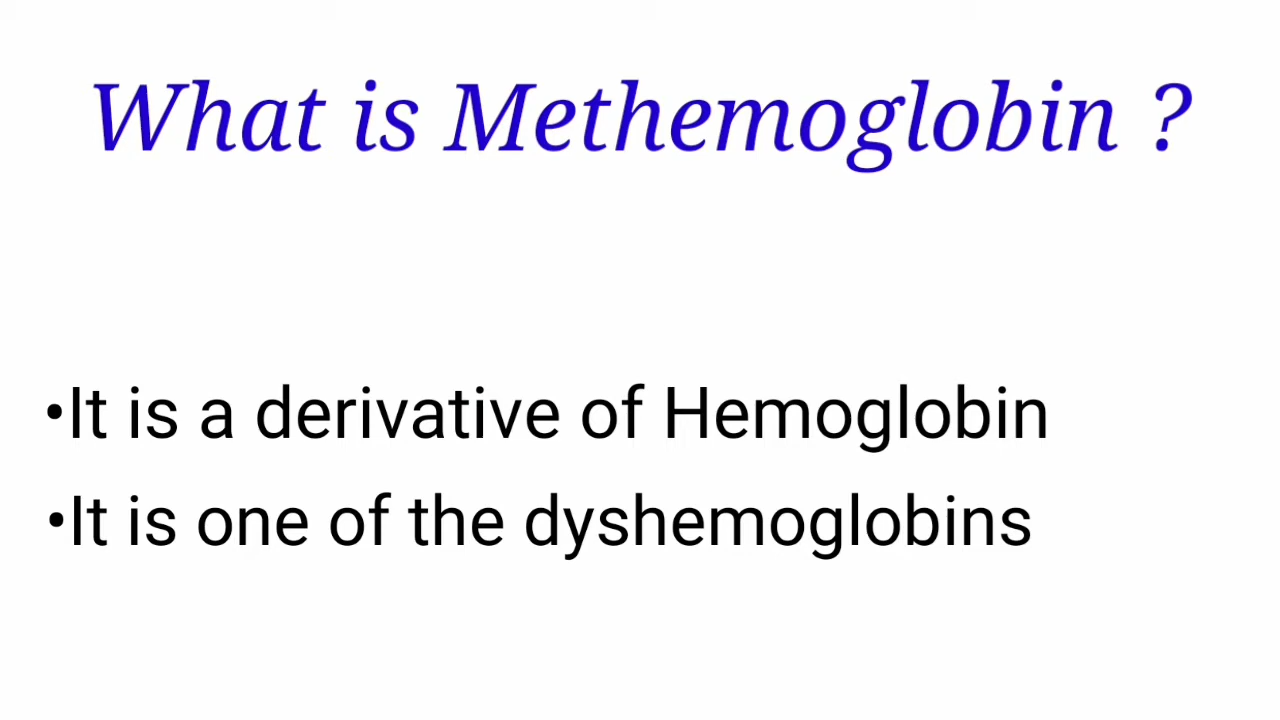 What is Methemoglobin ?
•It is a derivative of Hemoglobin
•It is one of the dyshemoglobins